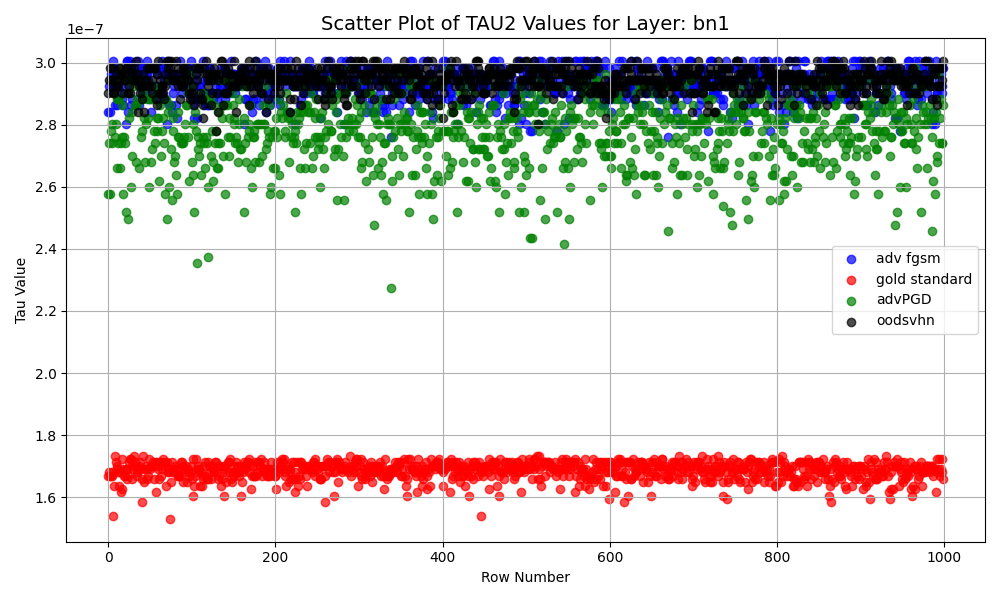 Scatter Plot of TAU2 Values for Layer: bn1
1e−7
3.0
2.8
2.6
2.4
2.2
2.0
1.8
1.6
Tau Value
adv fgsm
gold standard
advPGD
oodsvhn
0
200
400
600
800
1000
Row Number